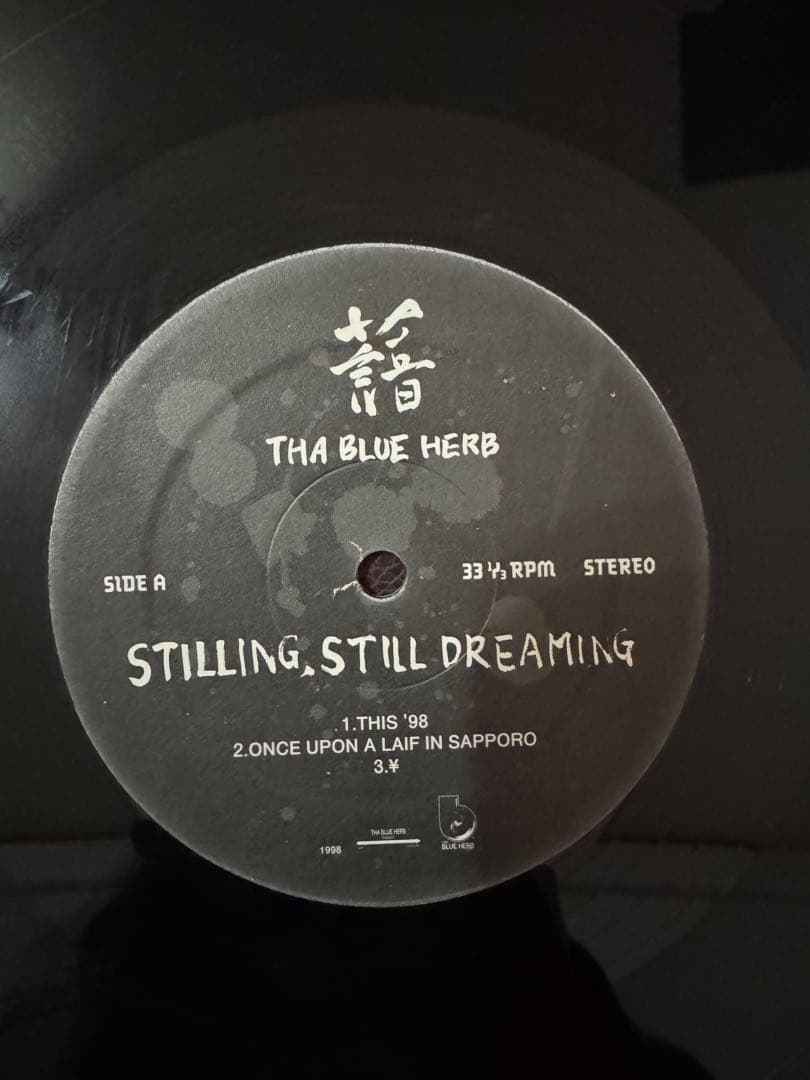 THA BLUE HERB
SIDE A
33 1/3 RPM STEREO
STILLING, STILL DREAMING
1.THIS '98
2.ONCE UPON A LAIF IN SAPPORO
3.¥
1998
THA BLUE HERB
BLUE HERB